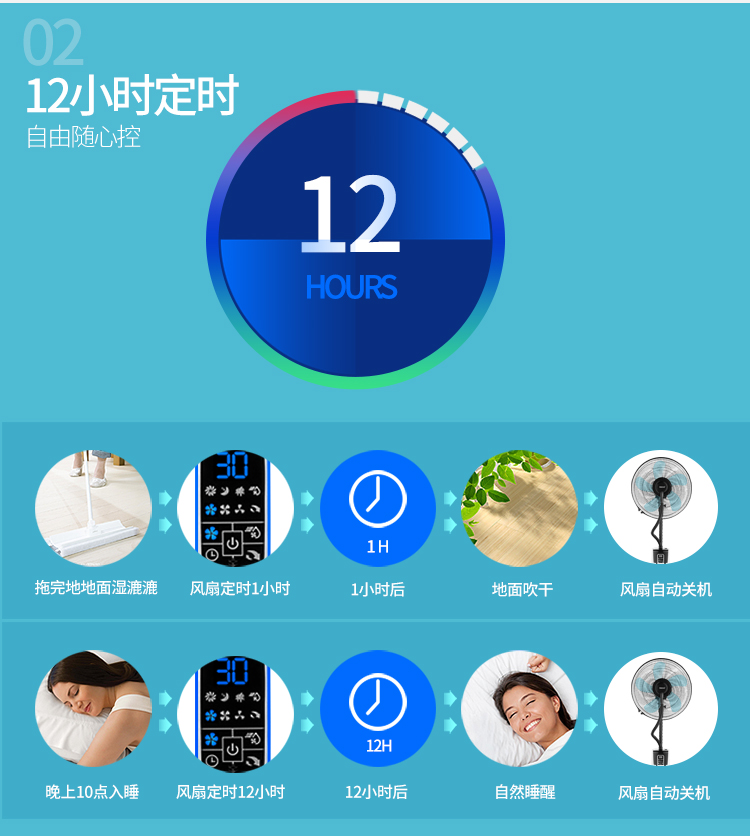 02
12小时定时
自由随心控
12
HOURS
30
1H
拖完地地面湿漉漉
风扇定时1小时
1小时后
地面吹干
风扇自动关机
30
12H
晚上10点入睡
风扇定时12小时
12小时后
自然睡醒
风扇自动关机